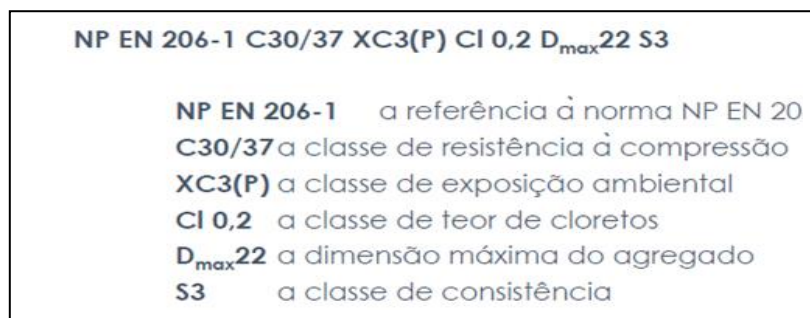 NP EN 206-1 C30/37 XC3(P) Cl 0,2 Dmax22 S3
NP EN 206-1 a referência à norma NP EN 20
C30/37 a classe de resistência à compressão
XC3(P) a classe de exposição ambiental
Cl 0,2 a classe de teor de cloretos
Dmax22 a dimensão máxima do agregado
S3 a classe de consistência